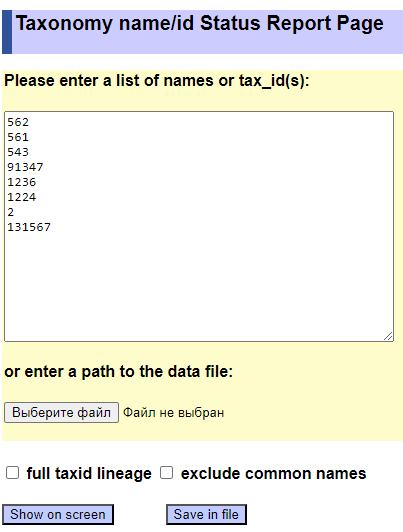 Taxonomy name/id Status Report Page
Please enter a list of names or tax_id(s):
562
561
543
91347
1236
1224
2
131567
or enter a path to the data file:
Выберите файл Файл не выбран
full taxid lineage exclude common names
Show on screen Save in file